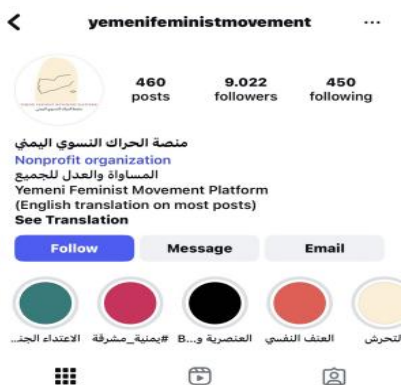 yemenifeministmovement
460
9.022
450
posts
followers
following
منصة الحراك النسوي اليمني
Nonprofit organization
المساواة والعدل للجميع
Yemeni Feminist Movement Platform
(English translation on most posts)
See Translation
Follow
Message
Email
الاعتداء الجنـ...
#يمنية_مشرقة
العنصرية و...B
العنف النفسي
التحرش